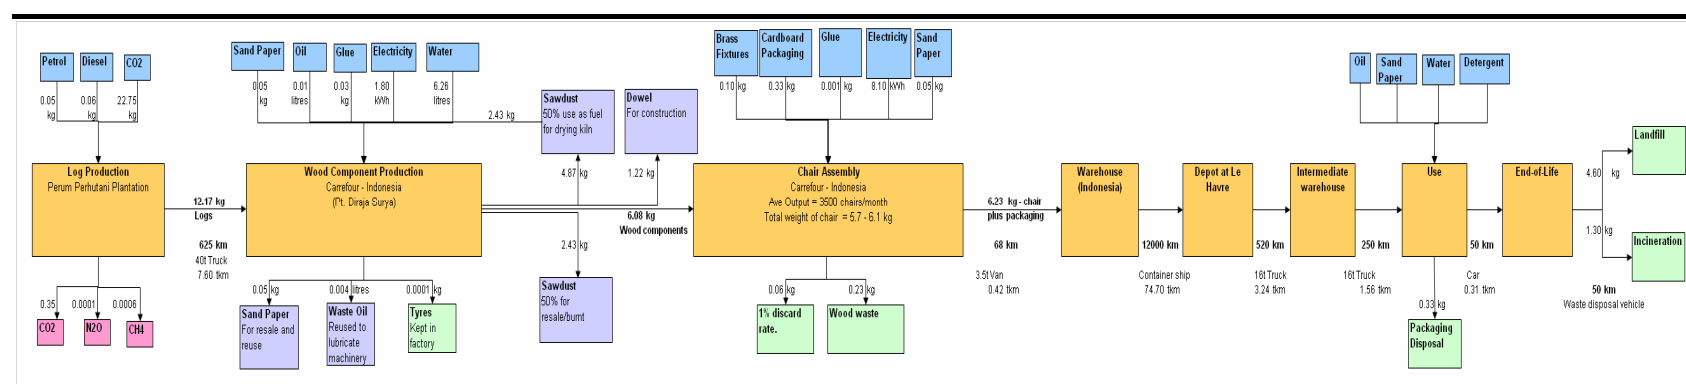 Petrol
Diesel
CO2
0.05 kg
0.06 kg
22.75 kg
Log Production
Perum Perhutani Plantation
0.35
0.0001
0.0006
CO2
N2O
CH4
12.17 kg
Logs
625 km
40t Truck
7.60 tkm
Sand Paper
Oil
Glue
Electricity
Water
0.05 kg
0.01 litres
0.03 kg
1.80 kWh
6.26 litres
Wood Component Production
Carrefour - Indonesia
(Pt. Diraja Surya)
0.05 kg
0.004 litres
0.0001 kg
Sand Paper
For resale and
reuse
Waste Oil
Reused to
lubricate
machinery
Tyres
Kept in
factory
2.43 kg
Sawdust
50% use as fuel
for drying kiln
4.87 kg
Dowel
For construction
1.22 kg
6.08 kg
Wood components
2.43 kg
Sawdust
50% for
resale/burnt
Brass
Fixtures
Cardboard
Packaging
Glue
Electricity
Sand
Paper
0.10 kg
0.33 kg
0.001 kg
8.10 kWh
0.05 kg
Chair Assembly
Carrefour - Indonesia
Ave Output = 3500 chairs/month
Total weight of chair = 5.7 - 6.1 kg
0.06 kg
0.23 kg
1% discard
rate.
Wood waste
6.23 kg - chair
plus packaging
68 km
3.5t Van
0.42 tkm
Warehouse
(Indonesia)
12000 km
Container ship
74.70 tkm
Depot at Le
Havre
520 km
16t Truck
3.24 tkm
Intermediate
warehouse
250 km
16t Truck
1.56 tkm
Oil
Sand
Paper
Water
Detergent
Use
0.33 kg
Packaging
Disposal
50 km
Car
0.31 tkm
End-of-Life
4.60 kg
Landfill
1.30 kg
Incineration
50 km
Waste disposal vehicle